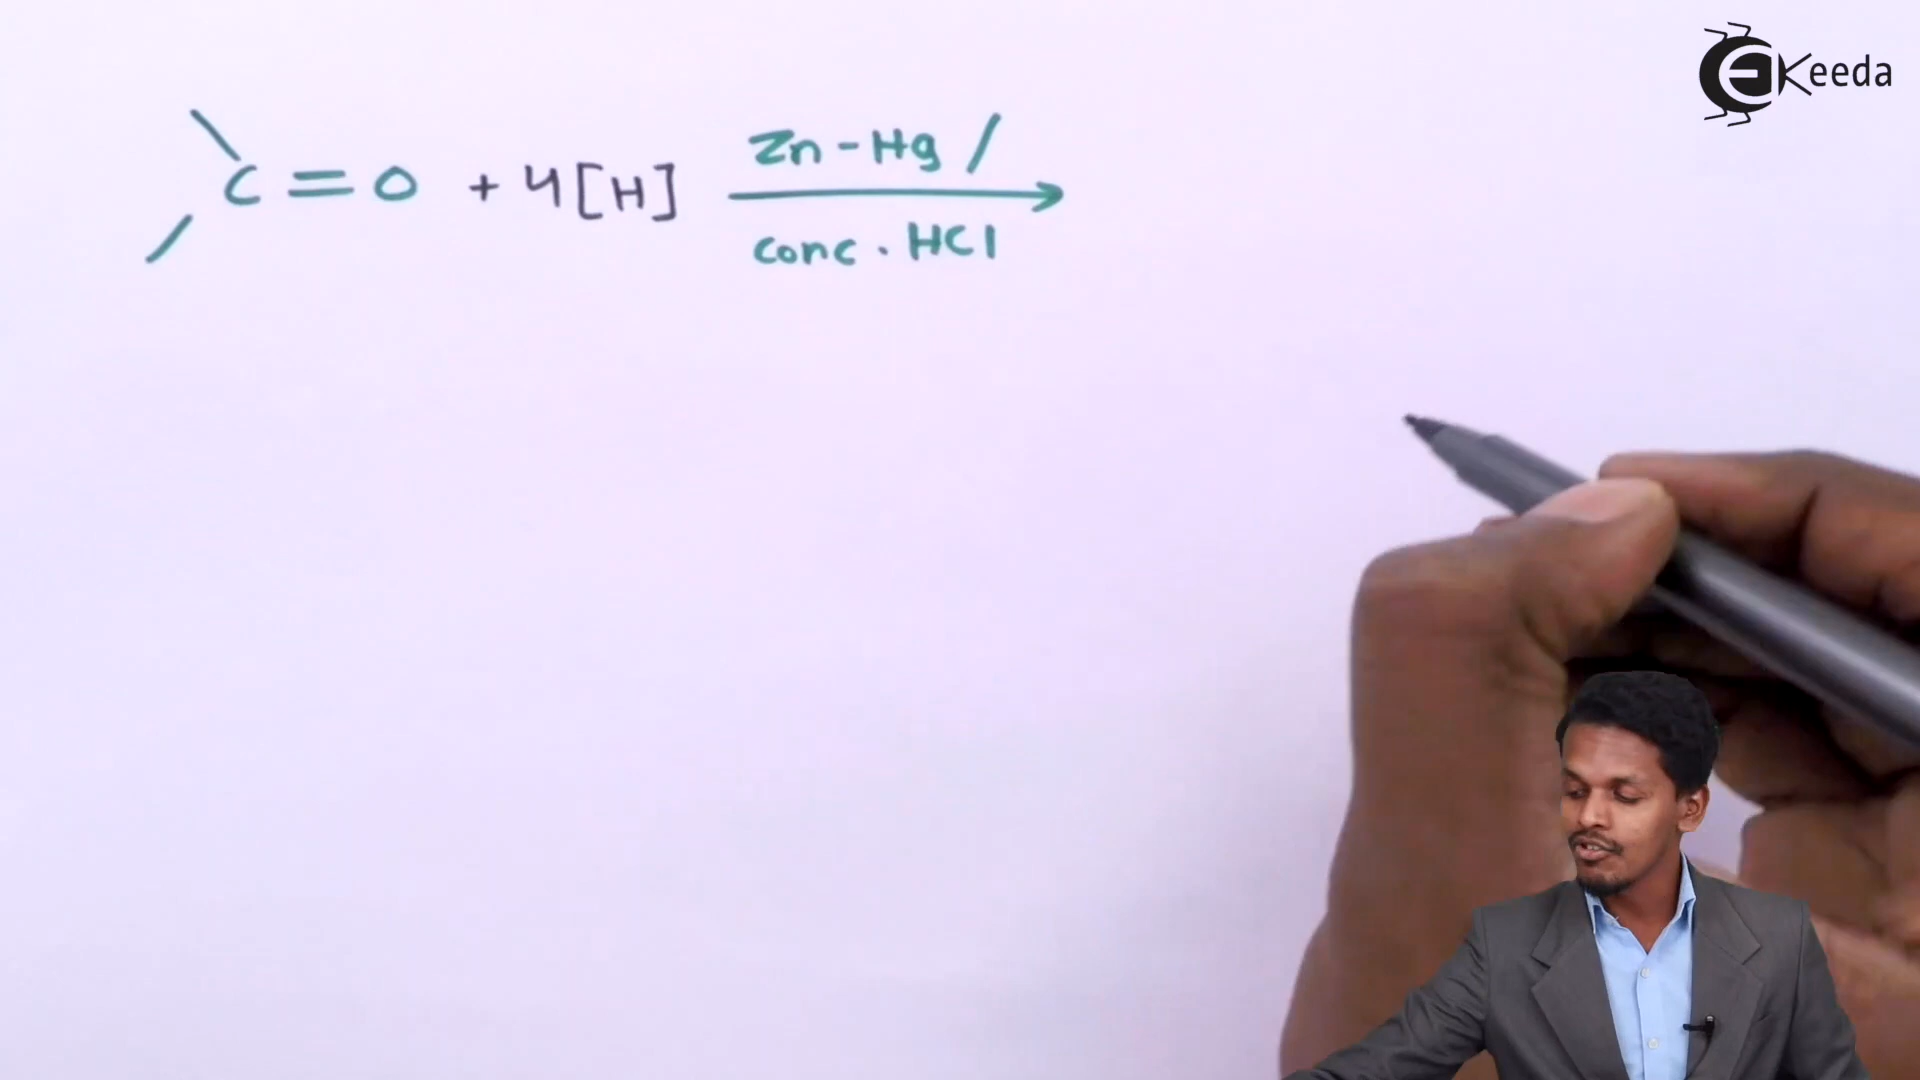 EKeeda
C = O + 4[H]
Zn - Hg /
conc. HCl